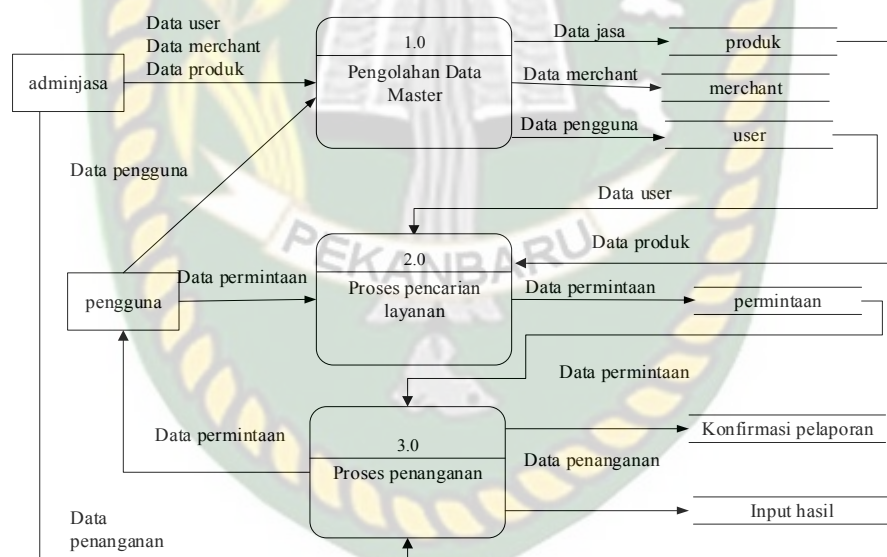 Data user
Data merchant
Data produk
adminjasa
1.0
Pengolahan Data
Master
Data jasa
produk
Data merchant
merchant
Data pengguna
user
Data pengguna
Data user
PEKANBARU
Data produk
2.0
Proses pencarian
layanan
Data permintaan
pengguna
Data permintaan
permintaan
Data permintaan
3.0
Proses penanganan
Data permintaan
Konfirmasi pelaporan
Data penanganan
Input hasil
Data
penanganan